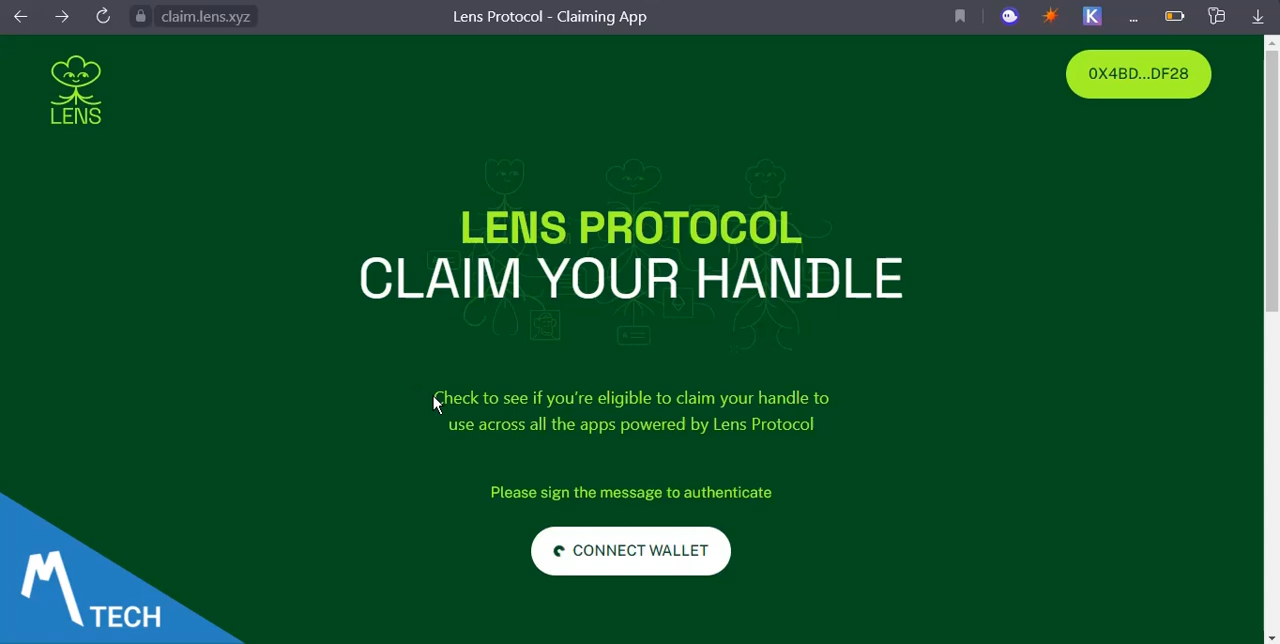 claim.lens.xyz
Lens Protocol - Claiming App
K
...
LENS
0X4BD...DF28
LENS PROTOCOL
CLAIM YOUR HANDLE
Check to see if you're eligible to claim your handle to
use across all the apps powered by Lens Protocol
Please sign the message to authenticate
CONNECT WALLET
M TECH